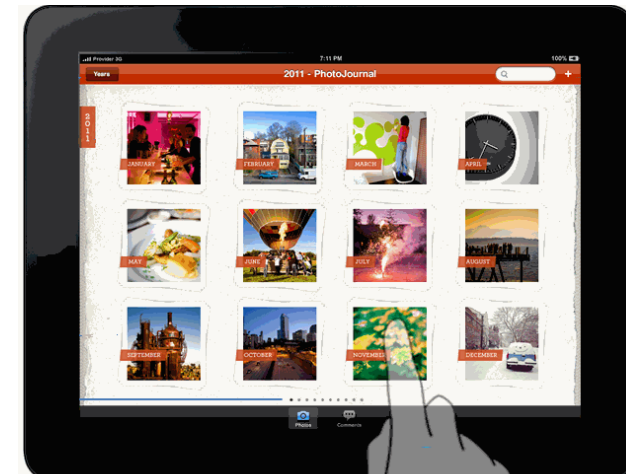 Provider 3G
7:11 PM
100%
Years
2011 - PhotoJournal
2011
JANUARY
FEBRUARY
MARCH
APRIL
MAY
JUNE
JULY
AUGUST
SEPTEMBER
OCTOBER
NOVEMBER
DECEMBER
Photos
Comments